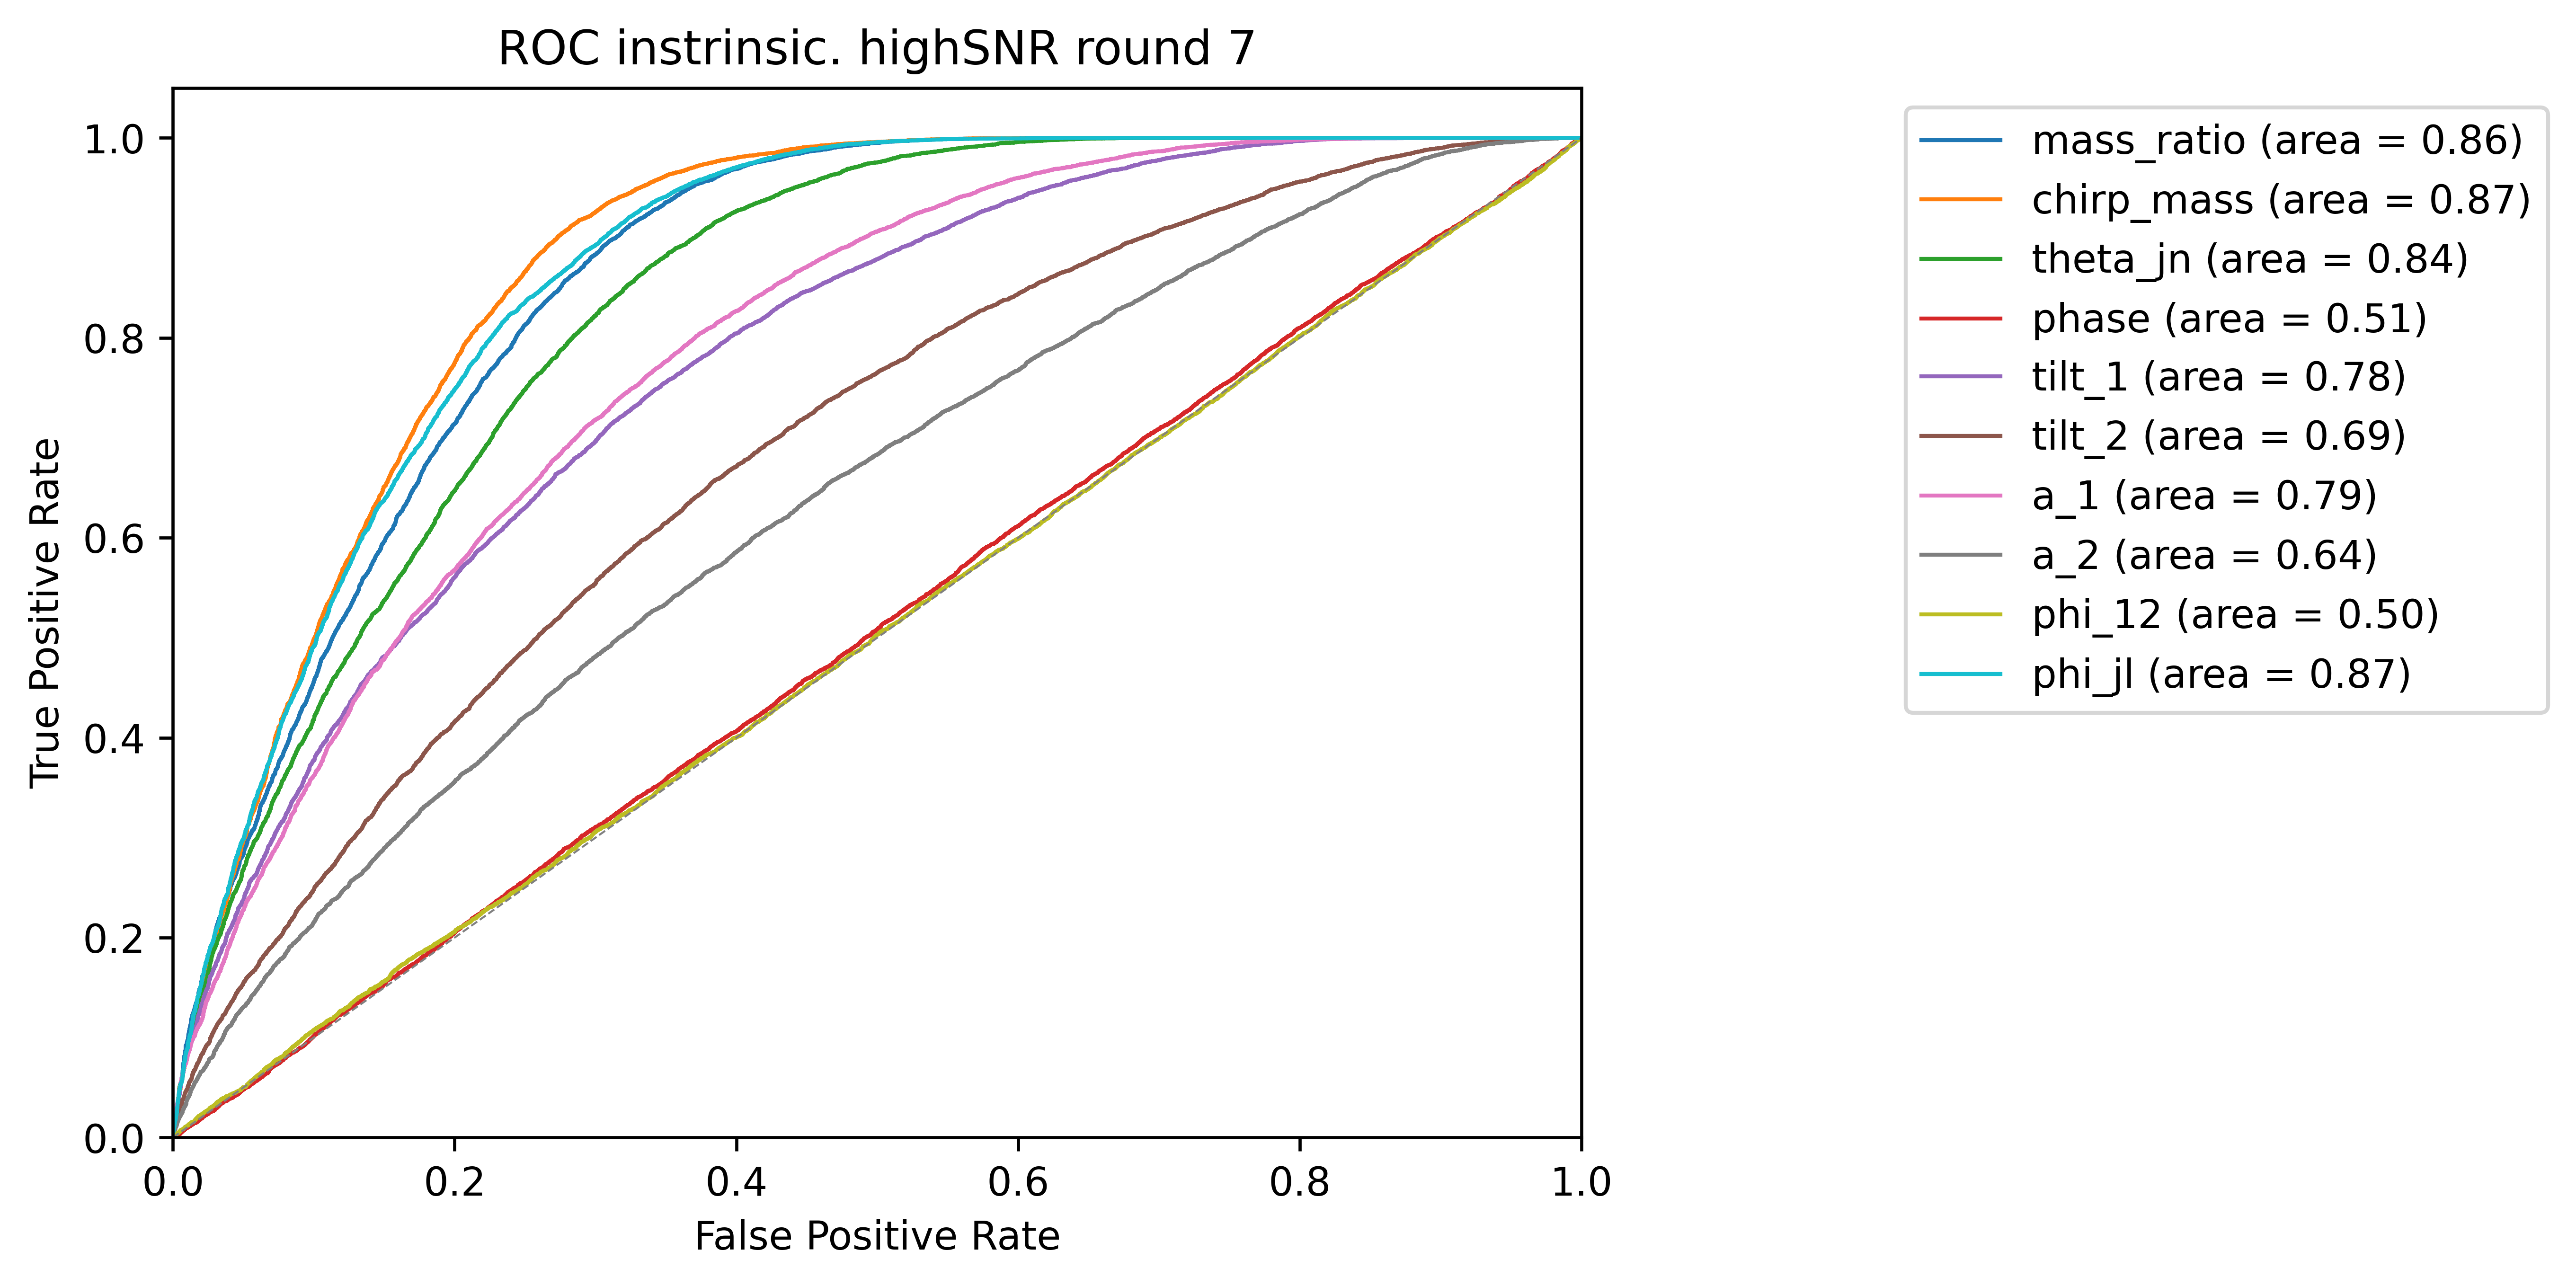 ROC instrinsic. highSNR round 7
True Positive Rate
1.0
0.8
0.6
0.4
0.2
0.0
0.0 0.2 0.4 0.6 0.8 1.0
False Positive Rate
mass_ratio (area = 0.86)
chirp_mass (area = 0.87)
theta_jn (area = 0.84)
phase (area = 0.51)
tilt_1 (area = 0.78)
tilt_2 (area = 0.69)
a_1 (area = 0.79)
a_2 (area = 0.64)
phi_12 (area = 0.50)
phi_jl (area = 0.87)